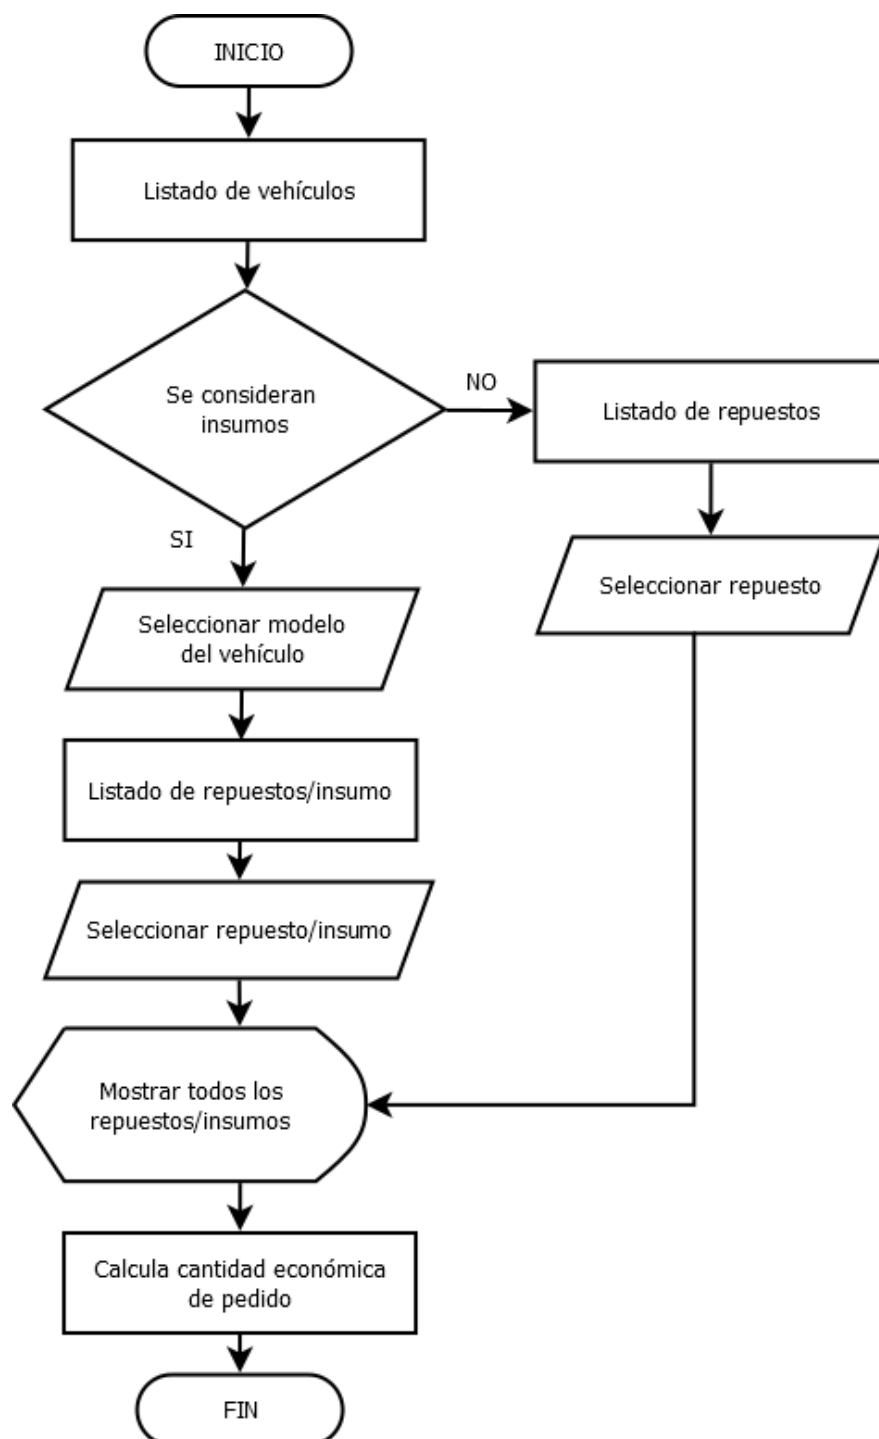 INICIO
Listado de vehículos
Se consideran
insumos
NO
Listado de repuestos
SI
Seleccionar repuesto
Seleccionar modelo
del vehículo
Listado de repuestos/insumo
Seleccionar repuesto/insumo
Mostrar todos los
repuestos/insumos
Calcula cantidad económica
de pedido
FIN